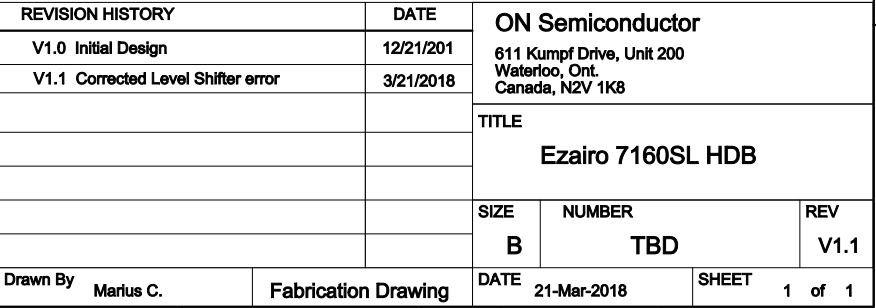 REVISION HISTORY DATE
V1.0 Initial Design 12/21/201
V1.1 Corrected Level Shifter error 3/21/2018
ON Semiconductor
611 Kumpf Drive, Unit 200
Waterloo, Ont.
Canada, N2V 1K8
TITLE
Ezairo 7160SL HDB
SIZE NUMBER REV
B TBD V1.1
Drawn By Marius C. Fabrication Drawing
DATE 21-Mar-2018 SHEET 1 of 1